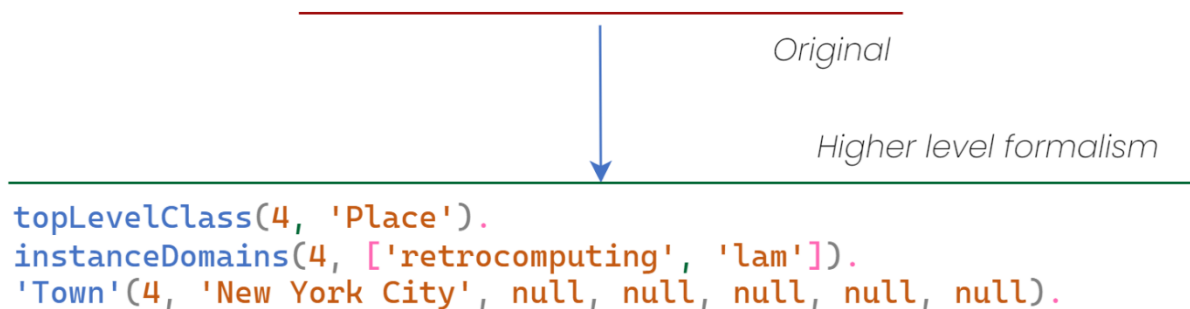 Original
Higher level formalism
topLevelClass(4, 'Place').
instanceDomains(4, ['retrocomputing', 'lam']).
'Town'(4, 'New York City', null, null, null, null, null).